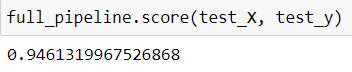 full_pipeline.score(test_X, test_y)
0.9461319967526868